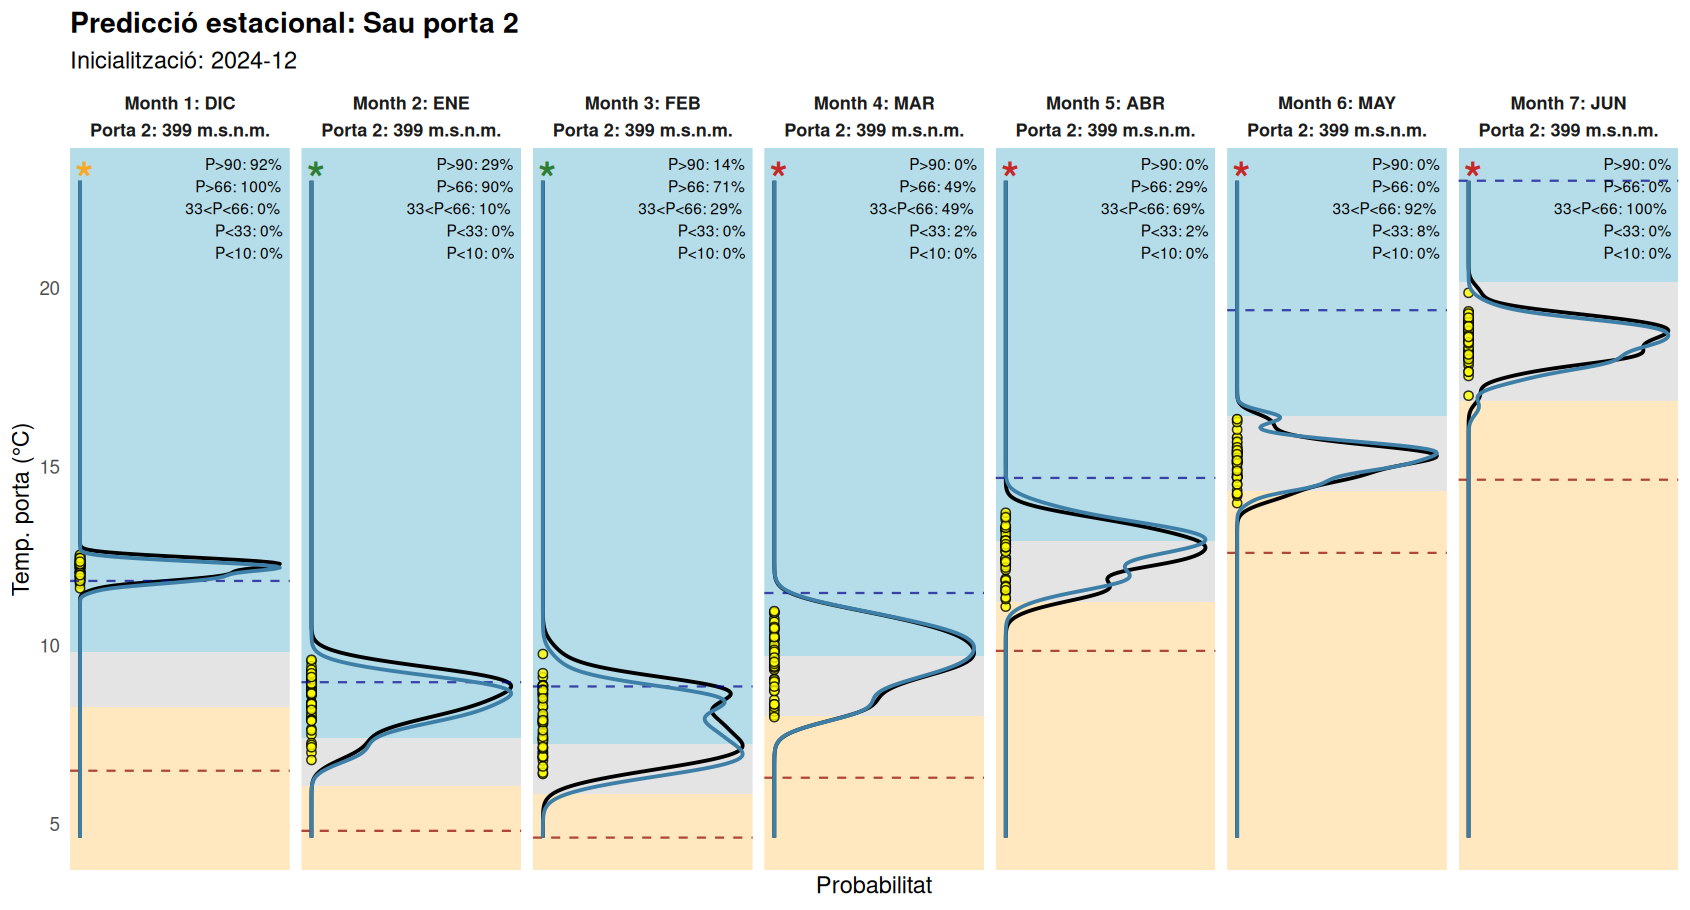 Predicció estacional: Sau porta 2
Inicialització: 2024-12
Month 1: DIC
Porta 2: 399 m.s.n.m.
Month 2: ENE
Porta 2: 399 m.s.n.m.
Month 3: FEB
Porta 2: 399 m.s.n.m.
Month 4: MAR
Porta 2: 399 m.s.n.m.
Month 5: ABR
Porta 2: 399 m.s.n.m.
Month 6: MAY
Porta 2: 399 m.s.n.m.
Month 7: JUN
Porta 2: 399 m.s.n.m.
*
P>90: 92%
P>66: 100%
33<P<66: 0%
P<33: 0%
P<10: 0%
*
P>90: 29%
P>66: 90%
33<P<66: 10%
P<33: 0%
P<10: 0%
*
P>90: 14%
P>66: 71%
33<P<66: 29%
P<33: 0%
P<10: 0%
*
P>90: 0%
P>66: 49%
33<P<66: 49%
P<33: 2%
P<10: 0%
*
P>90: 0%
P>66: 29%
33<P<66: 69%
P<33: 2%
P<10: 0%
*
P>90: 0%
P>66: 0%
33<P<66: 92%
P<33: 8%
P<10: 0%
*
P>90: 0%
P>66: 0%
33<P<66: 100%
P<33: 0%
P<10: 0%
20
15
10
5
Temp. porta (°C)
Probabilitat